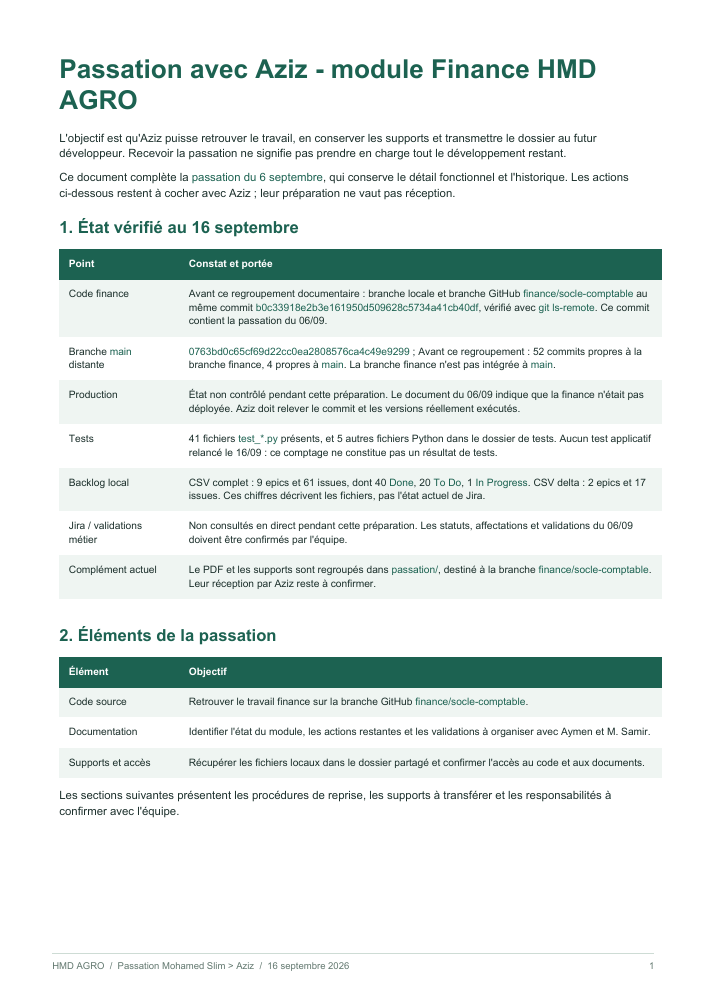 Passation avec Aziz - module Finance HMD
AGRO
L'objectif est qu'Aziz puisse retrouver le travail, en conserver les supports et transmettre le dossier au futur
développeur. Recevoir la passation ne signifie pas prendre en charge tout le développement restant.
Ce document complète la passation du 6 septembre, qui conserve le détail fonctionnel et l'historique. Les actions
ci-dessous restent à cocher avec Aziz ; leur préparation ne vaut pas réception.
1. État vérifié au 16 septembre
Point Constat et portée
Code finance Avant ce regroupement documentaire : branche locale et branche GitHub finance/socle-comptable au
même commit b0c33918e2b3e161950d509628c5734a41cb40df, vérifié avec git ls-remote. Ce commit
contient la passation du 06/09.
Branche main 0763bd0c65cf69d22cc0ea2808576ca4c49e9299 ; Avant ce regroupement : 52 commits propres à la
distante branche finance, 4 propres à main. La branche finance n'est pas intégrée à main.
Production État non contrôlé pendant cette préparation. Le document du 06/09 indique que la finance n'était pas
déployée. Aziz doit relever le commit et les versions réellement exécutés.
Tests 41 fichiers test_*.py présents, et 5 autres fichiers Python dans le dossier de tests. Aucun test applicatif
relancé le 16/09 : ce comptage ne constitue pas un résultat de tests.
Backlog local CSV complet : 9 epics et 61 issues, dont 40 Done, 20 To Do, 1 In Progress. CSV delta : 2 epics et 17
issues. Ces chiffres décrivent les fichiers, pas l'état actuel de Jira.
Jira / validations Non consultés en direct pendant cette préparation. Les statuts, affectations et validations du 06/09
métier doivent être confirmés par l'équipe.
Complément actuel Le PDF et les supports sont regroupés dans passation/, destiné à la branche finance/socle-comptable.
Leur réception par Aziz reste à confirmer.
2. Éléments de la passation
Élément Objectif
Code source Retrouver le travail finance sur la branche GitHub finance/socle-comptable.
Documentation Identifier l'état du module, les actions restantes et les validations à organiser avec Aymen et M. Samir.
Supports et accès Récupérer les fichiers locaux dans le dossier partagé et confirmer l'accès au code et aux documents.
Les sections suivantes présentent les procédures de reprise, les supports à transférer et les responsabilités à
confirmer avec l'équipe.
HMD AGRO / Passation Mohamed Slim > Aziz / 16 septembre 2026 1